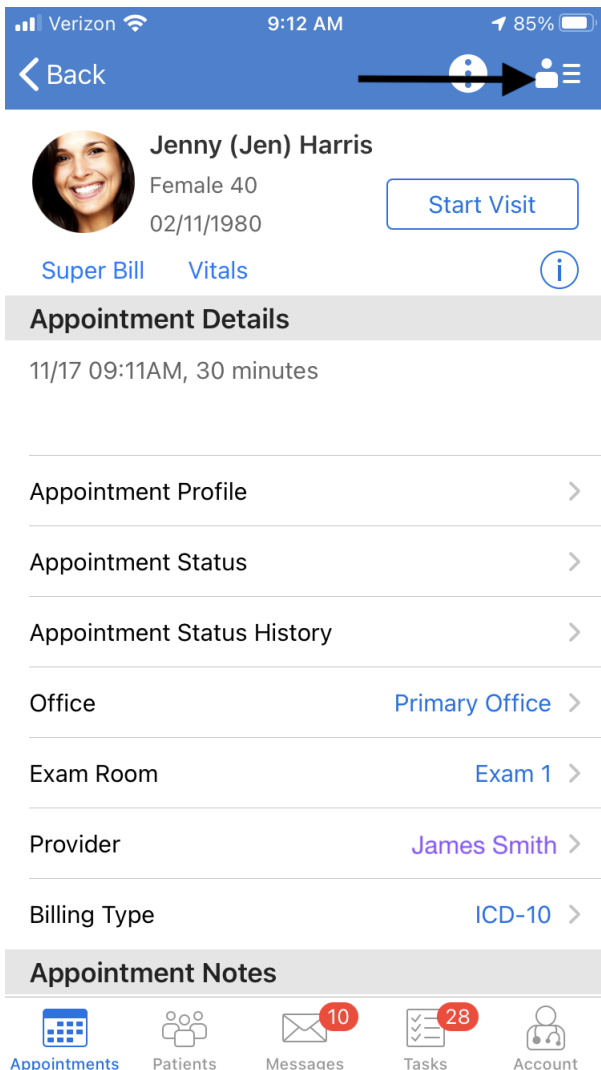 Verizon 9:12 AM 85%
Back
Jenny (Jen) Harris
Female 40
02/11/1980
Start Visit
Super Bill Vitals
Appointment Details
11/17 09:11AM, 30 minutes
Appointment Profile
Appointment Status
Appointment Status History
Office Primary Office
Exam Room Exam 1
Provider James Smith
Billing Type ICD-10
Appointment Notes
10 28
Appointments Patients Messages Tasks Account